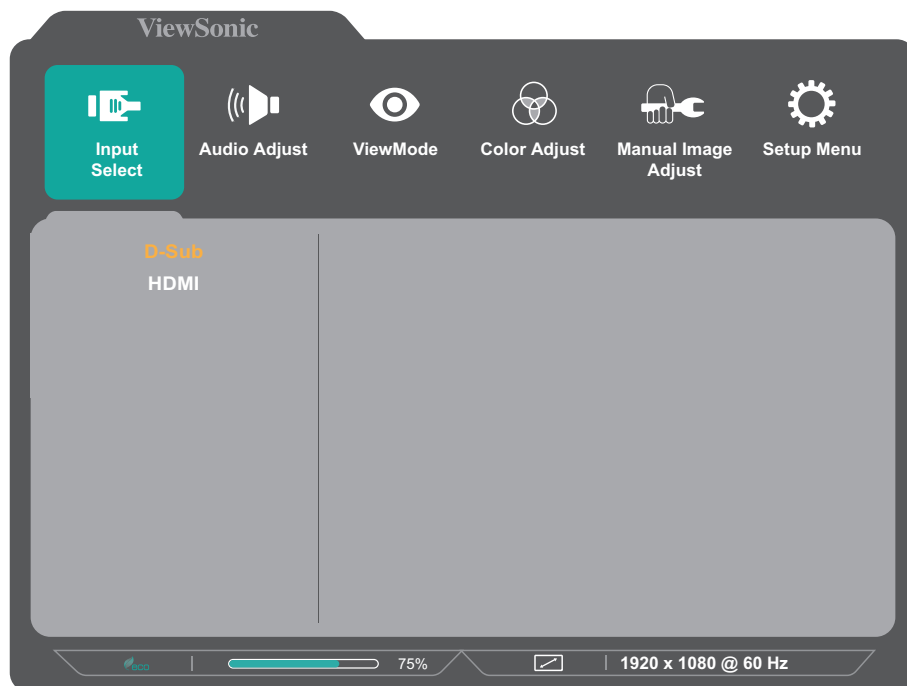 ViewSonic
Input
Select
Audio Adjust
ViewMode
Color Adjust
Manual Image
Adjust
Setup Menu
D-Sub
HDMI
eco
75%
1920 x 1080 @ 60 Hz